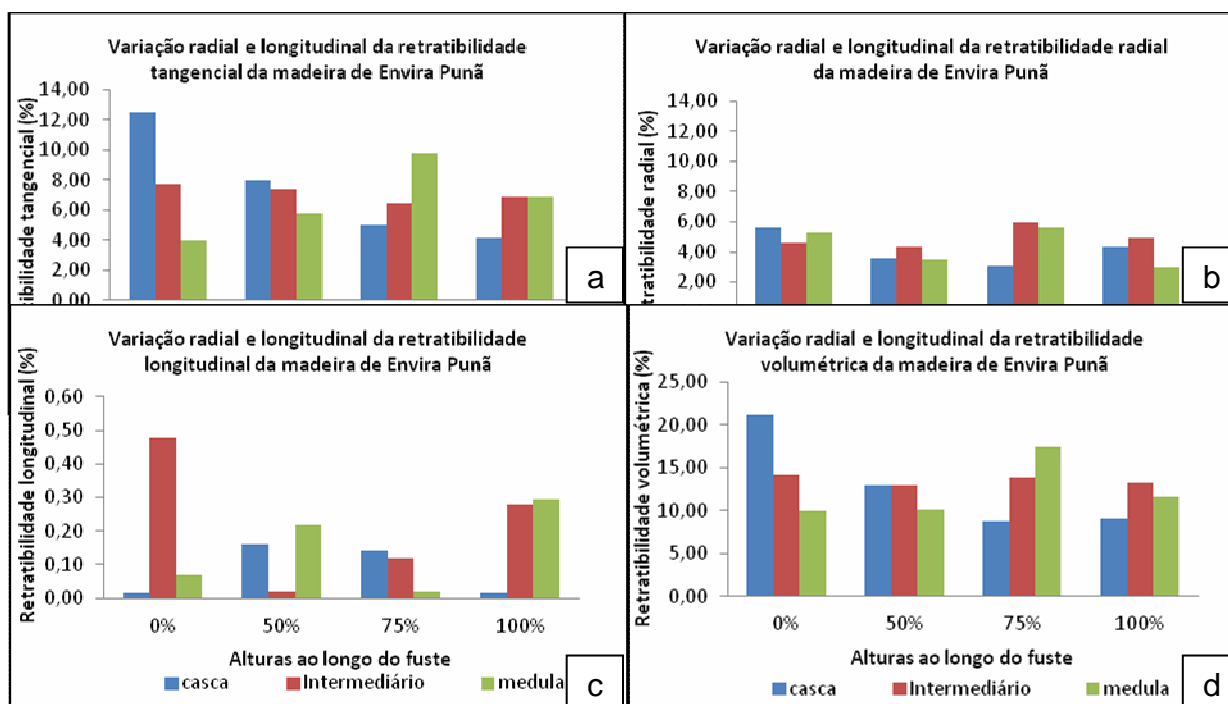 Variação radial e longitudinal da retratibilidade
tangencial da madeira de Envira Punã
tibilidade tangencial (%)
14,00
12,00
10,00
8,00
6,00
4,00
2,00
0,00
a
Variação radial e longitudinal da retratibilidade radial
da madeira de Envira Punã
tratibilidade radial (%)
14,00
12,00
10,00
8,00
6,00
4,00
2,00
b
Variação radial e longitudinal da retratibilidade
longitudinal da madeira de Envira Punã
Retratibilidade longitudinal (%)
0,60
0,50
0,40
0,30
0,20
0,10
0,00
0% 50% 75% 100%
Alturas ao longo do fuste
casca Intermediário medula
c
Variação radial e longitudinal da retratibilidade
volumétrica da madeira de Envira Punã
Retratibilidade volumétrica (%)
25,00
20,00
15,00
10,00
5,00
0,00
0% 50% 75% 100%
Alturas ao longo do fuste
casca Intermediário medula
d